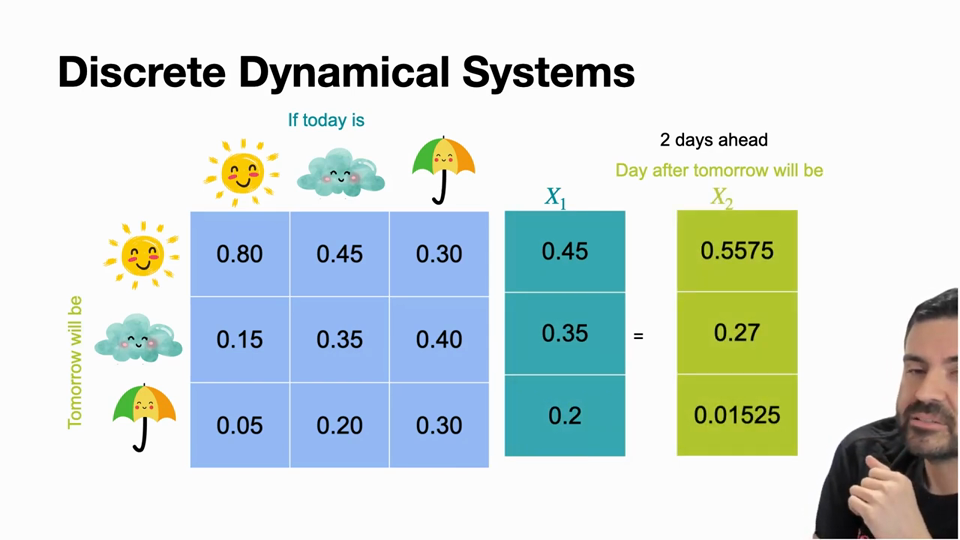 Discrete Dynamical Systems
If today is
2 days ahead
Day after tomorrow will be
X₁ X₂
Tomorrow will be
0.80 0.45 0.30 0.45 0.5575
0.15 0.35 0.40 0.35 = 0.27
0.05 0.20 0.30 0.2 0.01525